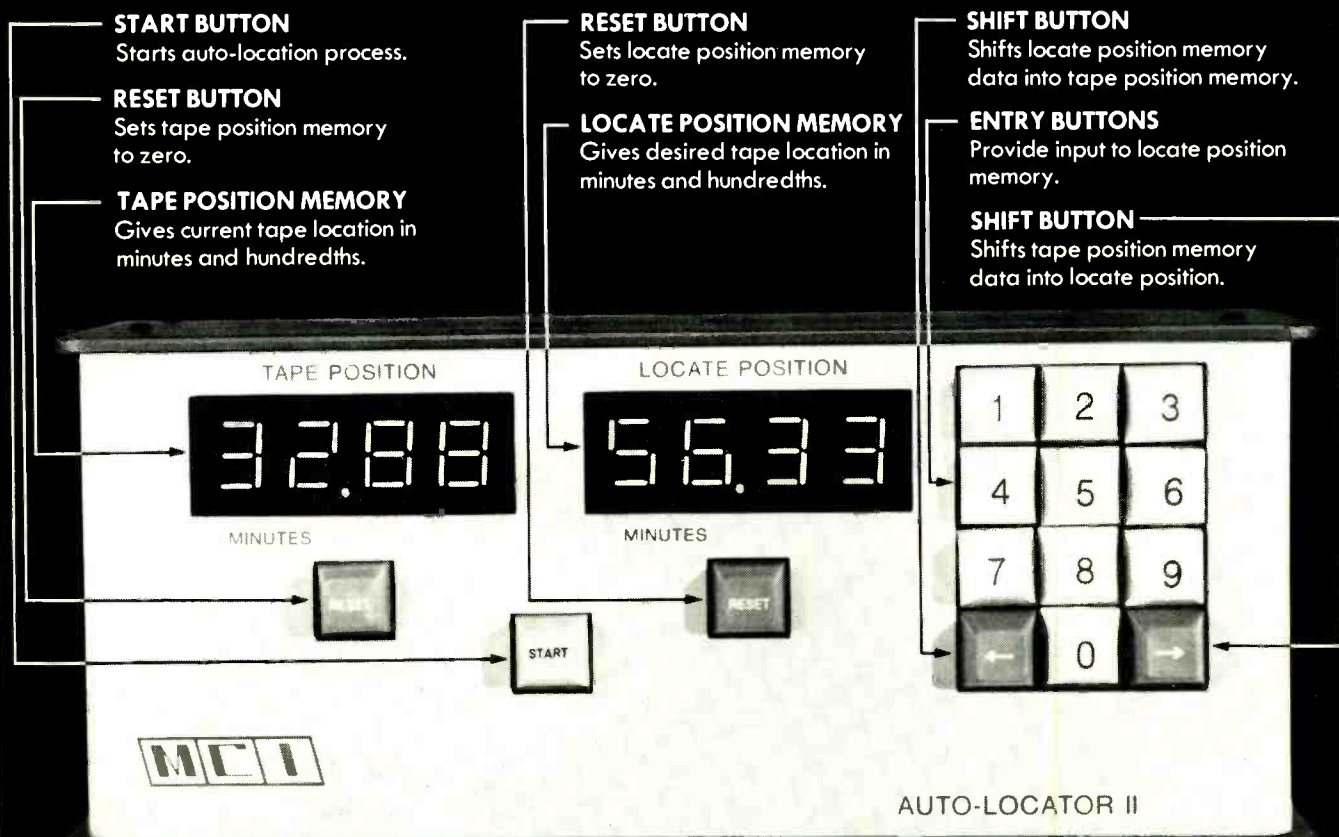 START BUTTON
Starts auto-location process.
RESET BUTTON
Sets tape position memory
to zero.
TAPE POSITION MEMORY
Gives current tape location in
minutes and hundredths.
RESET BUTTON
Sets locate position memory
to zero.
LOCATE POSITION MEMORY
Gives desired tape location in
minutes and hundredths.
SHIFT BUTTON
Shifts locate position memory
data into tape position memory.
ENTRY BUTTONS
Provide input to locate position
memory.
SHIFT BUTTON
Shifts tape position memory
data into locate position.
TAPE POSITION
32.88
MINUTES
RESET
START
LOCATE POSITION
56.33
MINUTES
RESET
1 2 3
4 5 6
7 8 9
← 0 →
MCI
AUTO-LOCATOR II